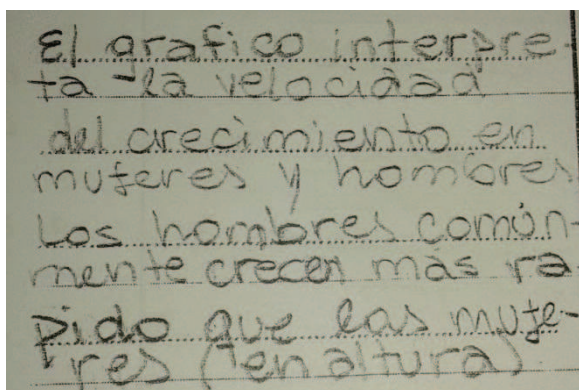 El grafico interpre-
ta la velocidad
del crecimiento en
mujeres y hombres
Los hombres común-
mente crecen más ra
pido que las muje-
res (en altura)